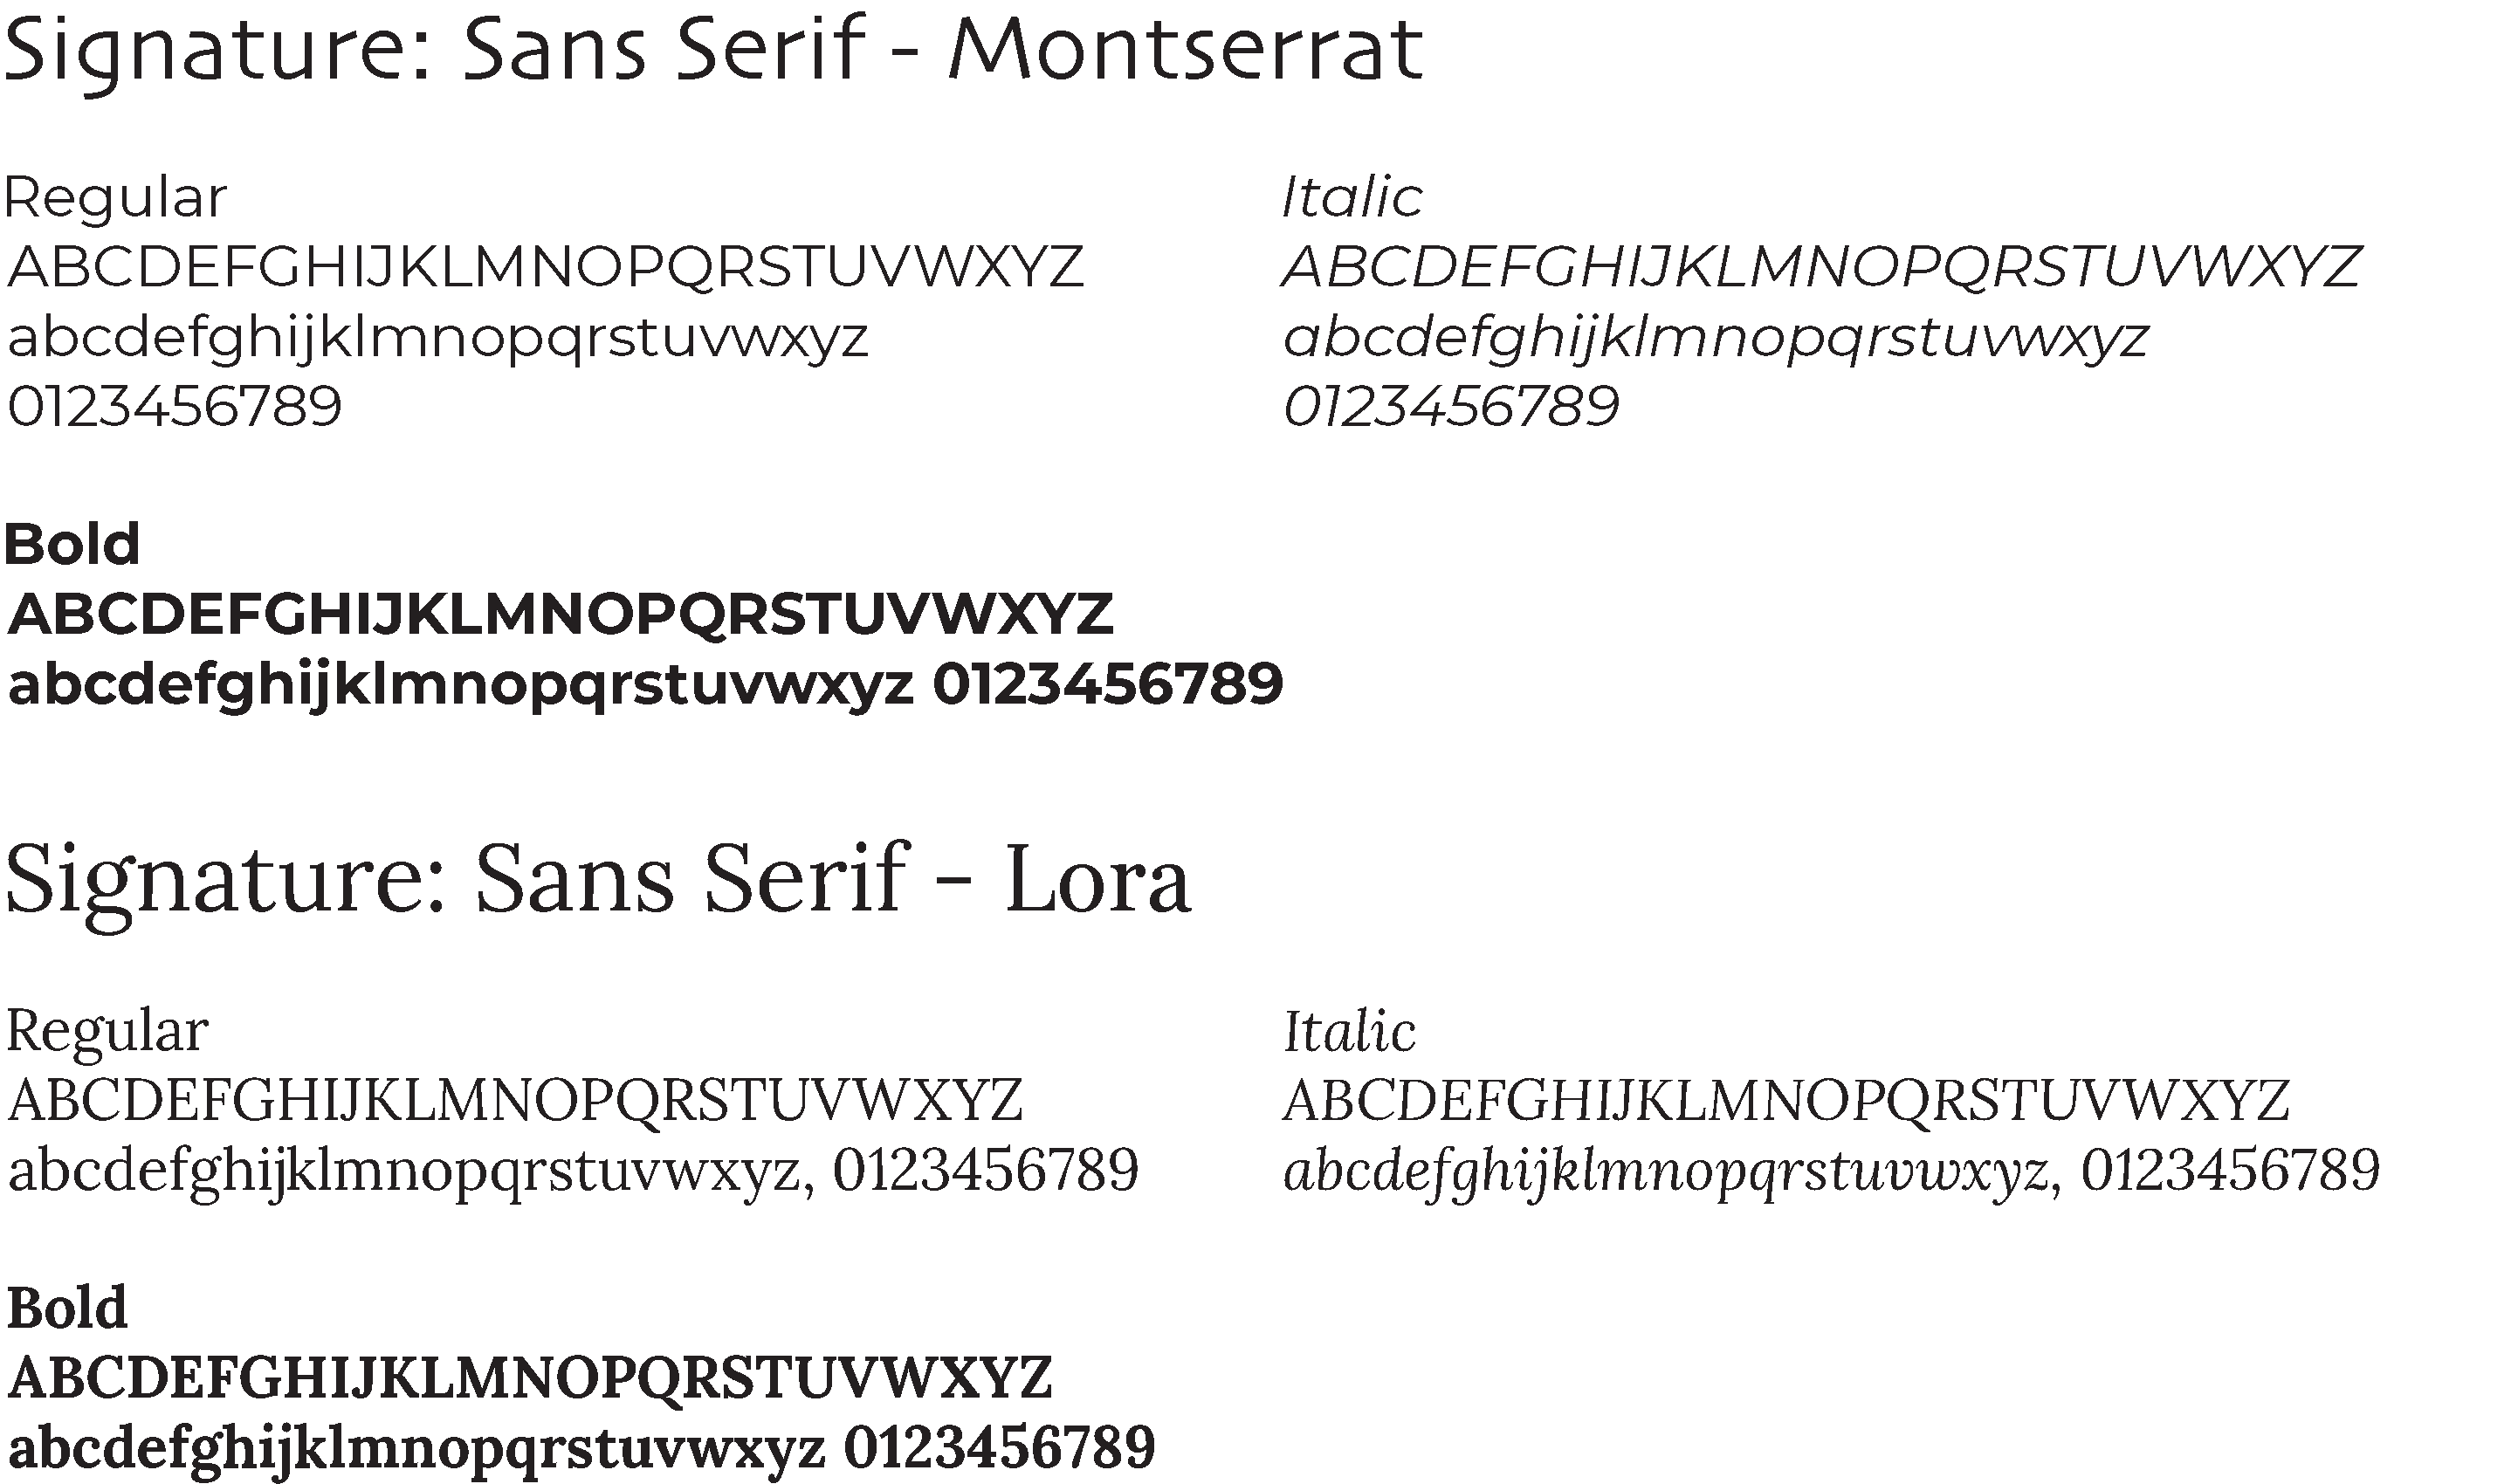 Signature: Sans Serif - Montserrat
Regular
ABCDEFGHIJKLMNOPQRSTUVWXYZ
abcdefghijklmnopqrstuvwxyz
0123456789
Italic
ABCDEFGHIJKLMNOPQRSTUVWXYZ
abcdefghijklmnopqrstuvwxyz
0123456789
Bold
ABCDEFGHIJKLMNOPQRSTUVWXYZ
abcdefghijklmnopqrstuvwxyz 0123456789
Signature: Sans Serif - Lora
Regular
ABCDEFGHIJKLMNOPQRSTUVWXYZ
abcdefghijklmnopqrstuvwxyz, 0123456789
Italic
ABCDEFGHIJKLMNOPQRSTUVWXYZ
abcdefghijklmnopqrstuvwxyz, 0123456789
Bold
ABCDEFGHIJKLMNOPQRSTUVWXYZ
abcdefghijklmnopqrstuvwxyz 0123456789